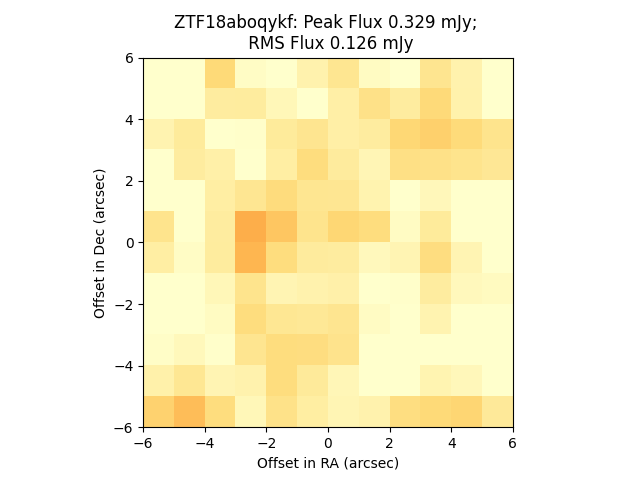 ZTF18aboqykf: Peak Flux 0.329 mJy;
RMS Flux 0.126 mJy
6
4
2
0
−2
−4
−6
Offset in Dec (arcsec)
−6 −4 −2 0 2 4 6
Offset in RA (arcsec)